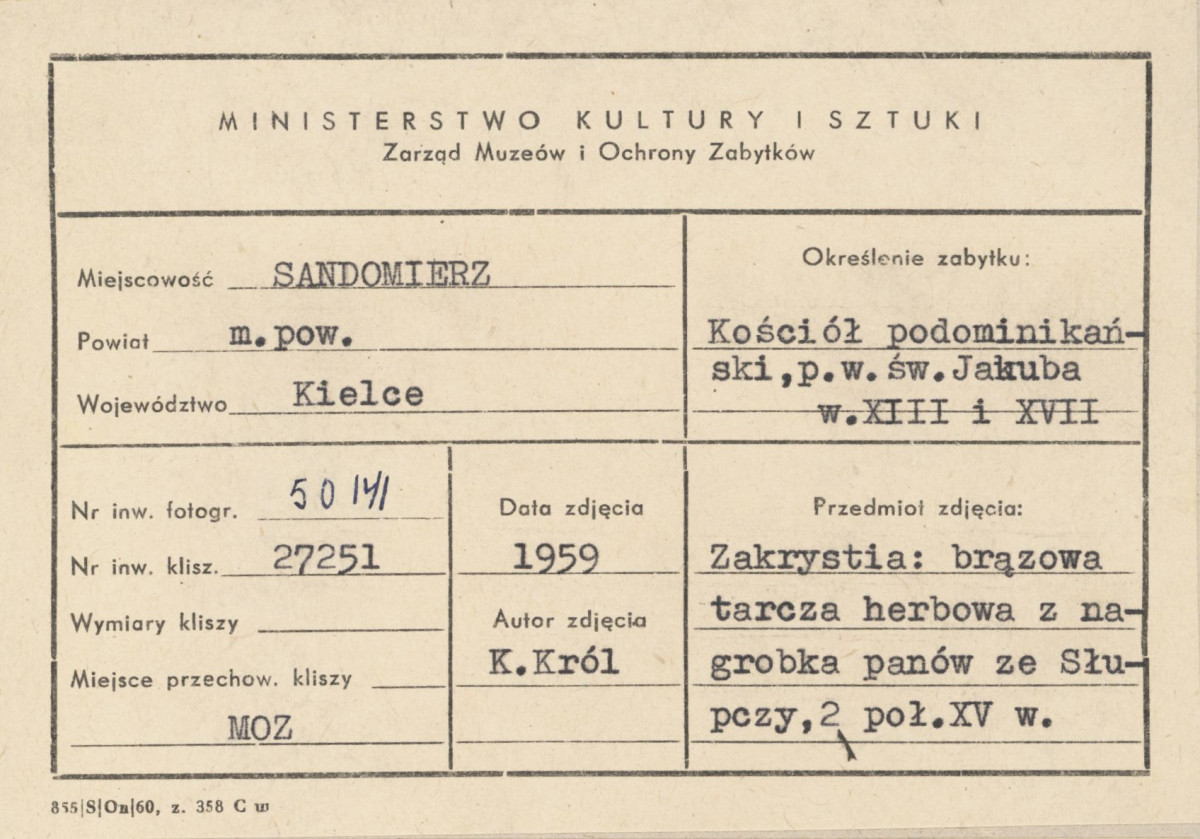 MINISTERSTWO KULTURY I SZTUKI
Zarząd Muzeów i Ochrony Zabytków
Miejscowość SANDOMIERZ
Powiat m.pow.
Województwo Kielce
Określenie zabytku:
Kościół podominikań-
ski,p.w.św.Jakuba
w.XIII i XVII
Nr inw. fotogr. 50141
Nr inw. klisz. 27251
Wymiary kliszy
Miejsce przechow. kliszy
MOZ
Data zdjęcia
1959
Autor zdjęcia
K.Król
Przedmiot zdjęcia:
Zakrystia: brązowa
tarcza herbowa z na-
grobka panów ze Słu-
pczy,2 poł.XV w.
855|S|On|60, z. 358 C w